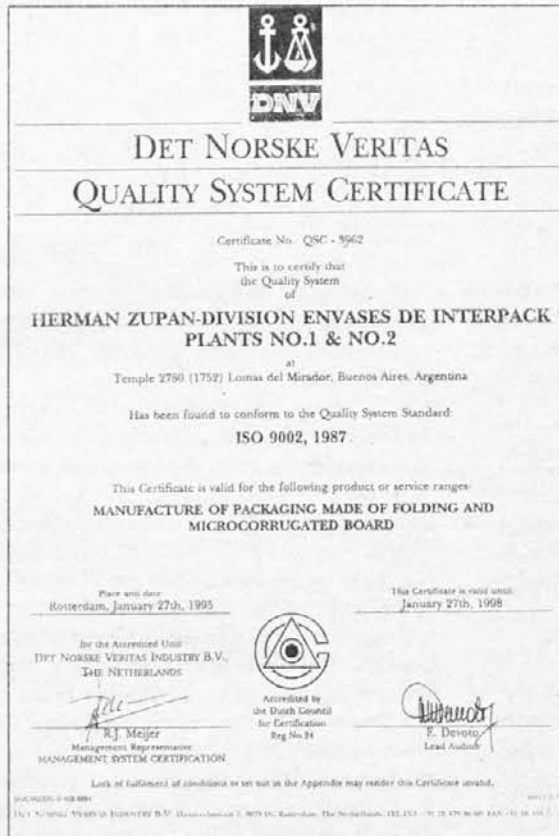 DNV
DET NORSKE VERITAS
QUALITY SYSTEM CERTIFICATE
Certificate No. QSC - 3962
This is to certify that
the Quality System
of
HERMAN ZUPAN-DIVISION ENVASES DE INTERPACK
PLANTS NO.1 & NO.2
at
Temple 2780 (1752) Lomas del Mirador, Buenos Aires, Argentina
Has been found to conform to the Quality System Standard:
ISO 9002, 1987
This Certificate is valid for the following product or service ranges:
MANUFACTURE OF PACKAGING MADE OF FOLDING AND
MICROCORRUGATED BOARD
Place and date
Rotterdam, January 27th, 1995
This Certificate is valid until:
January 27th, 1998
for the Accredited Unit
DET NORSKE VERITAS INDUSTRY B.V.,
THE NETHERLANDS
Accredited by
the Dutch Council
for Certification
Reg No.24
R.J. Meijer
Management Representative
MANAGEMENT SYSTEM CERTIFICATION
E. Devoto
Lead Auditor
Lack of fulfilment of conditions as set out in the Appendix may render this Certificate invalid.
DET NORSKE VERITAS INDUSTRY B.V. Rotterdam, The Netherlands